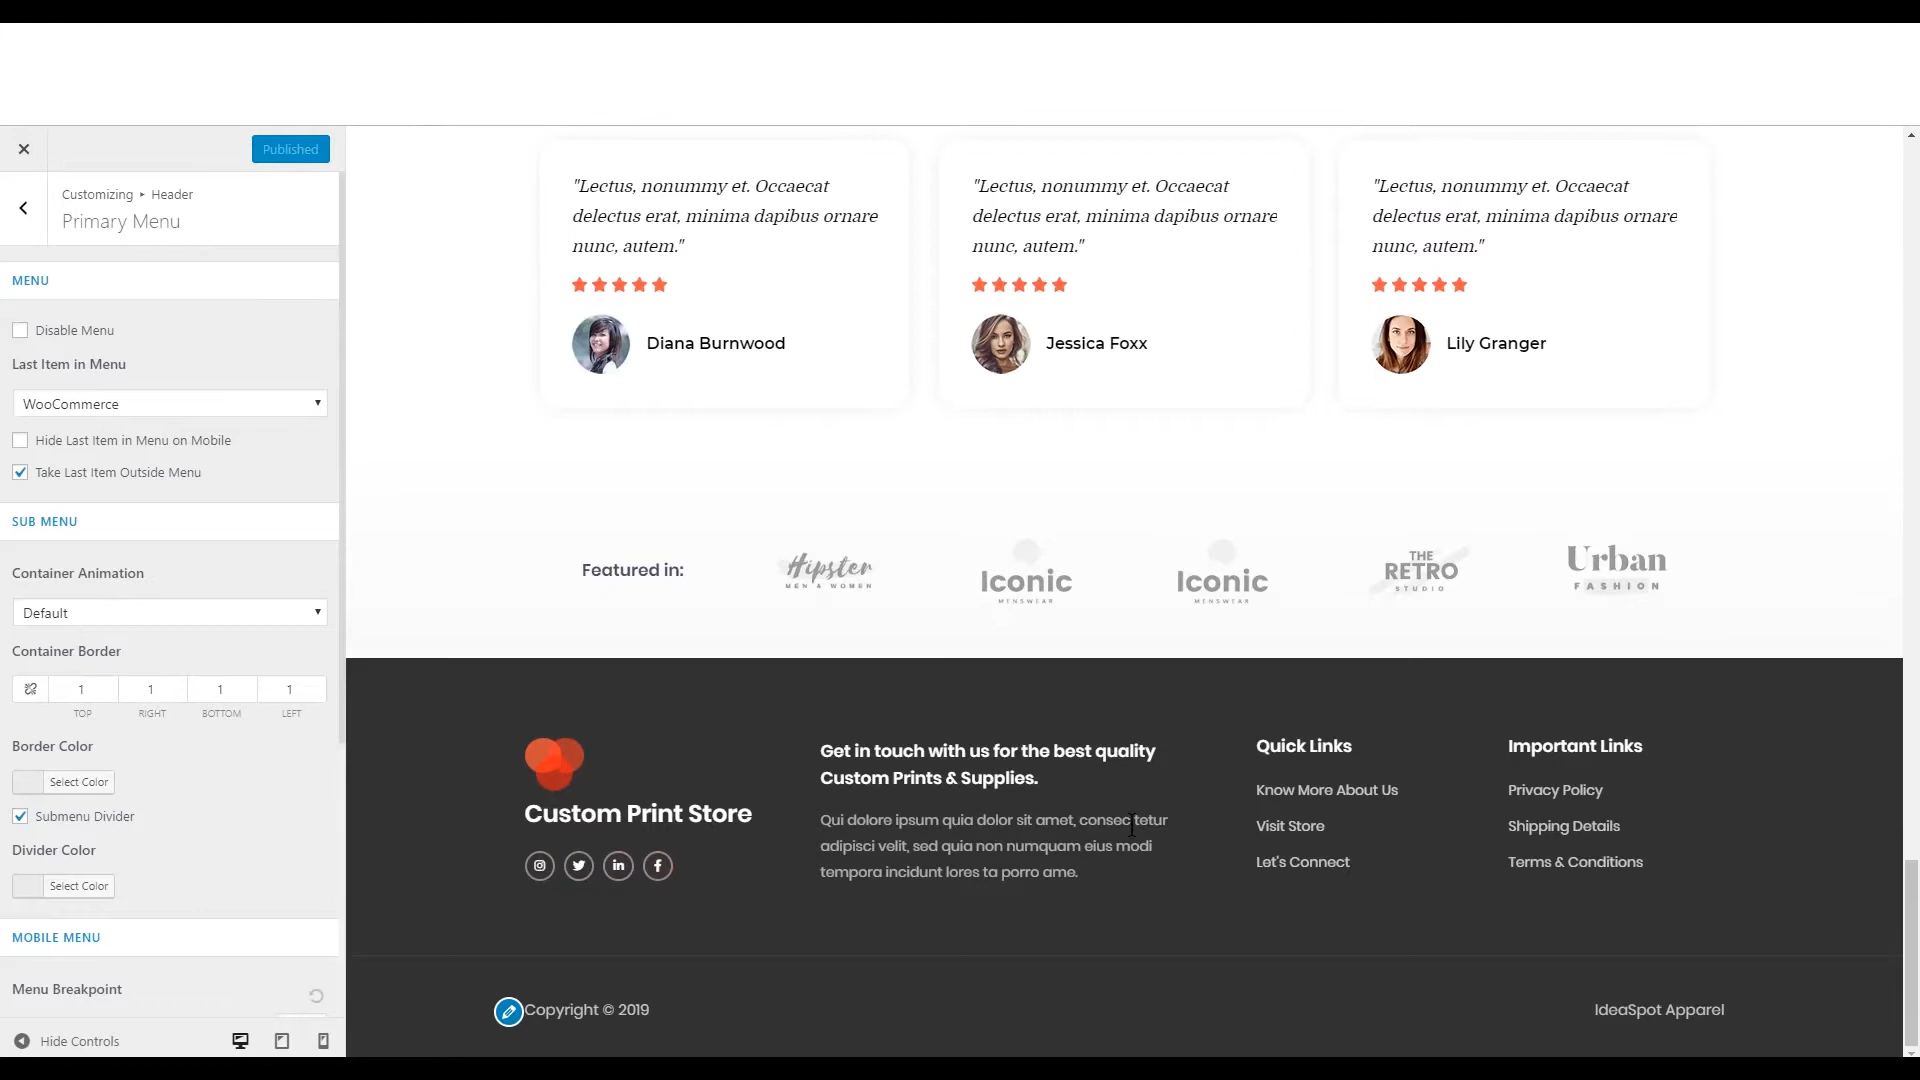 Published
Customizing ▸ Header
Primary Menu
MENU
Disable Menu
Last Item in Menu
WooCommerce
Hide Last Item in Menu on Mobile
Take Last Item Outside Menu
SUB MENU
Container Animation
Default
Container Border
1 1 1 1
TOP RIGHT BOTTOM LEFT
Border Color
Select Color
Submenu Divider
Divider Color
Select Color
MOBILE MENU
Menu Breakpoint
Hide Controls
"Lectus, nonummy et. Occaecat
delectus erat, minima dapibus ornare
nunc, autem."
Diana Burnwood
"Lectus, nonummy et. Occaecat
delectus erat, minima dapibus ornare
nunc, autem."
Jessica Foxx
"Lectus, nonummy et. Occaecat
delectus erat, minima dapibus ornare
nunc, autem."
Lily Granger
Featured in:
Hipster
MEN & WOMEN
Iconic
MENSWEAR
Iconic
MENSWEAR
THE
RETRO
STUDIO
Urban
FASHION
Custom Print Store
Get in touch with us for the best quality
Custom Prints & Supplies.
Qui dolore ipsum quia dolor sit amet, consectetur
adipisci velit, sed quia non numquam eius modi
tempora incidunt lores ta porro ame.
Quick Links
Know More About Us
Visit Store
Let's Connect
Important Links
Privacy Policy
Shipping Details
Terms & Conditions
Copyright © 2019
IdeaSpot Apparel